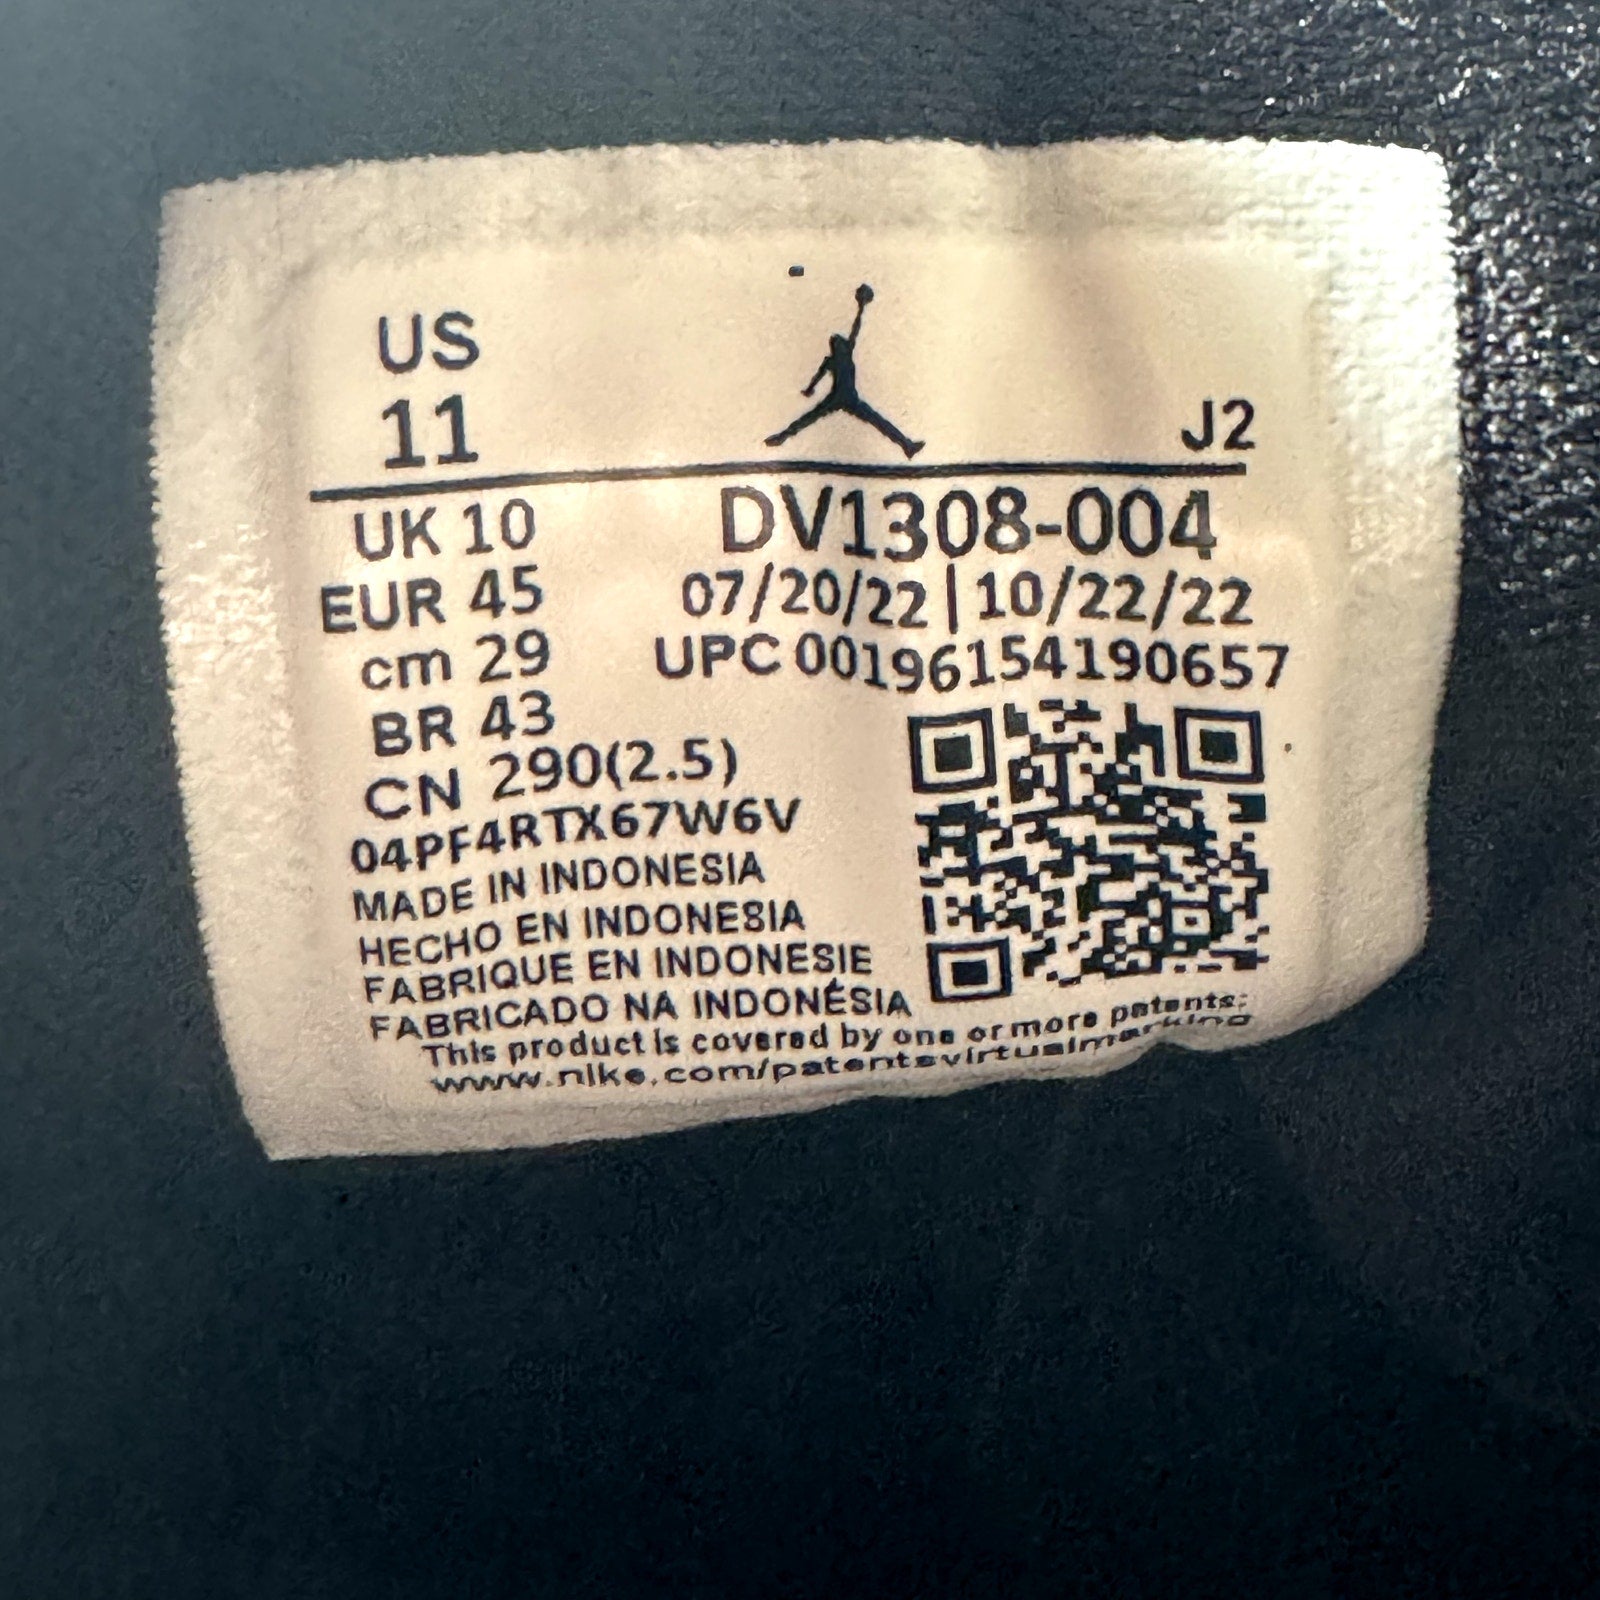 US
11
J2
UK 10
DV1308-004
EUR 45
07/20/22 | 10/22/22
cm 29
UPC 00196154190657
BR 43
CN 290(2.5)
04PF4RTX67W6V
MADE IN INDONESIA
HECHO EN INDONESIA
FABRIQUE EN INDONESIE
FABRICADO NA INDONÉSIA
This product is covered by one or more patents:
www.nike.com/patentsvirtualmarking